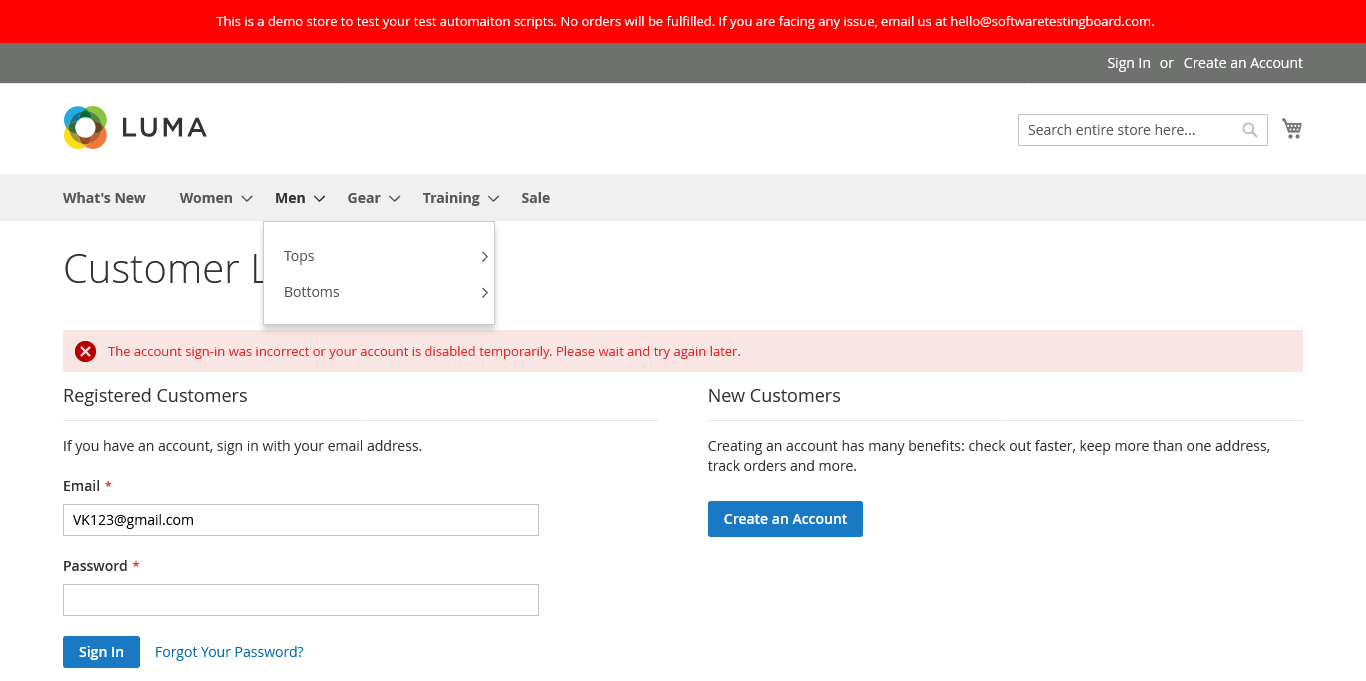 This is a demo store to test your test automaiton scripts. No orders will be fulfilled. If you are facing any issue, email us at hello@softwaretestingboard.com.
Sign In or Create an Account
LUMA
Search entire store here...
What's New Women Men Gear Training Sale
Tops
Bottoms
Customer L
The account sign-in was incorrect or your account is disabled temporarily. Please wait and try again later.
Registered Customers
If you have an account, sign in with your email address.
Email *
VK123@gmail.com
Password *
Sign In Forgot Your Password?
New Customers
Creating an account has many benefits: check out faster, keep more than one address,
track orders and more.
Create an Account